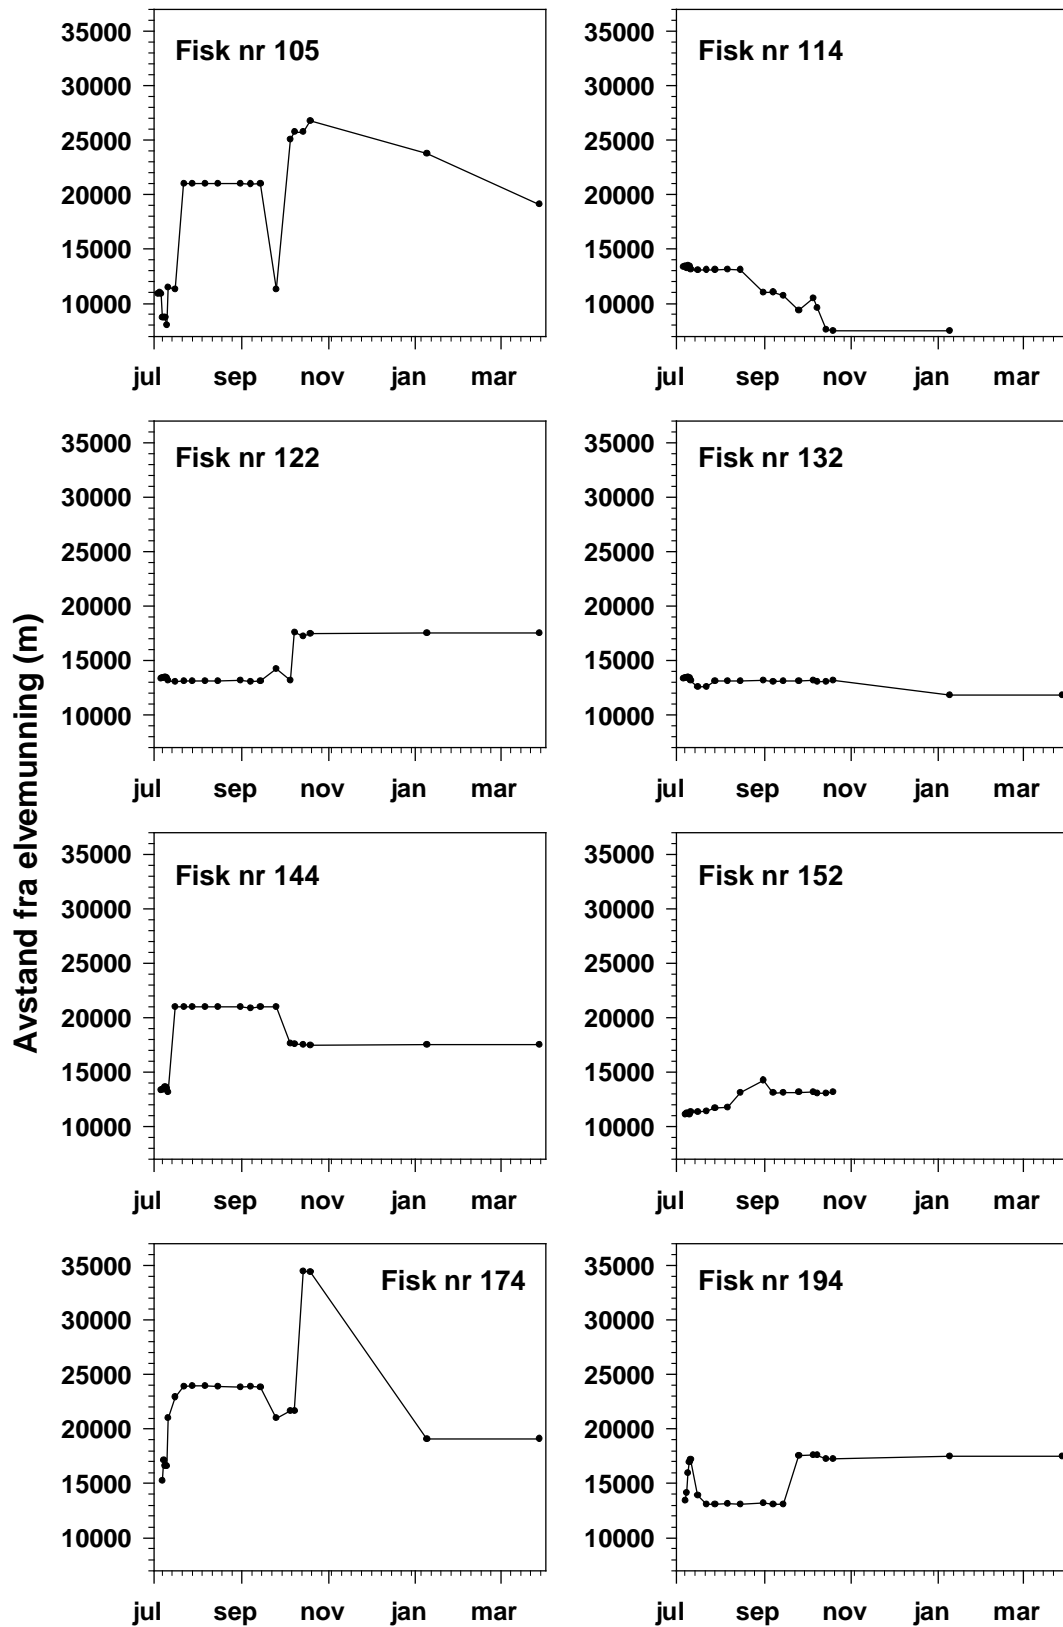 Avstand fra elvemunning (m)
Fisk nr 105
35000
30000
25000
20000
15000
10000
jul sep nov jan mar
Fisk nr 114
35000
30000
25000
20000
15000
10000
jul sep nov jan mar
Fisk nr 122
35000
30000
25000
20000
15000
10000
jul sep nov jan mar
Fisk nr 132
35000
30000
25000
20000
15000
10000
jul sep nov jan mar
Fisk nr 144
35000
30000
25000
20000
15000
10000
jul sep nov jan mar
Fisk nr 152
35000
30000
25000
20000
15000
10000
jul sep nov jan mar
Fisk nr 174
35000
30000
25000
20000
15000
10000
jul sep nov jan mar
Fisk nr 194
35000
30000
25000
20000
15000
10000
jul sep nov jan mar